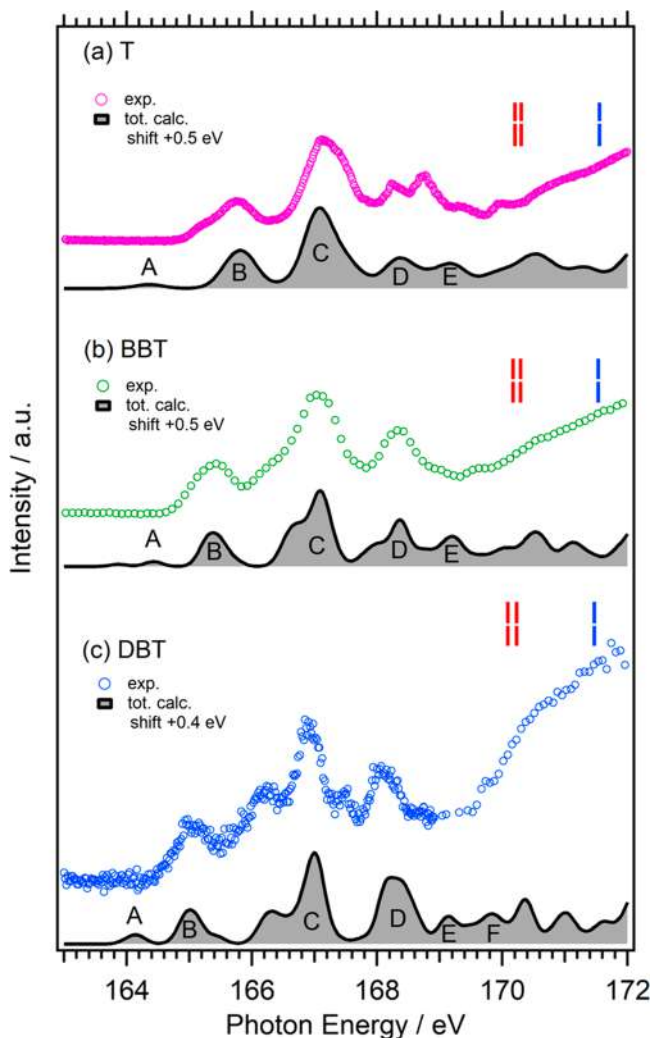 (a) T
exp.
tot. calc.
shift +0.5 eV
A
B
C
D
E
(b) BBT
exp.
tot. calc.
shift +0.5 eV
A
B
C
D
E
Intensity / a.u.
(c) DBT
exp.
tot. calc.
shift +0.4 eV
A
B
C
D
E
F
164 166 168 170 172
Photon Energy / eV